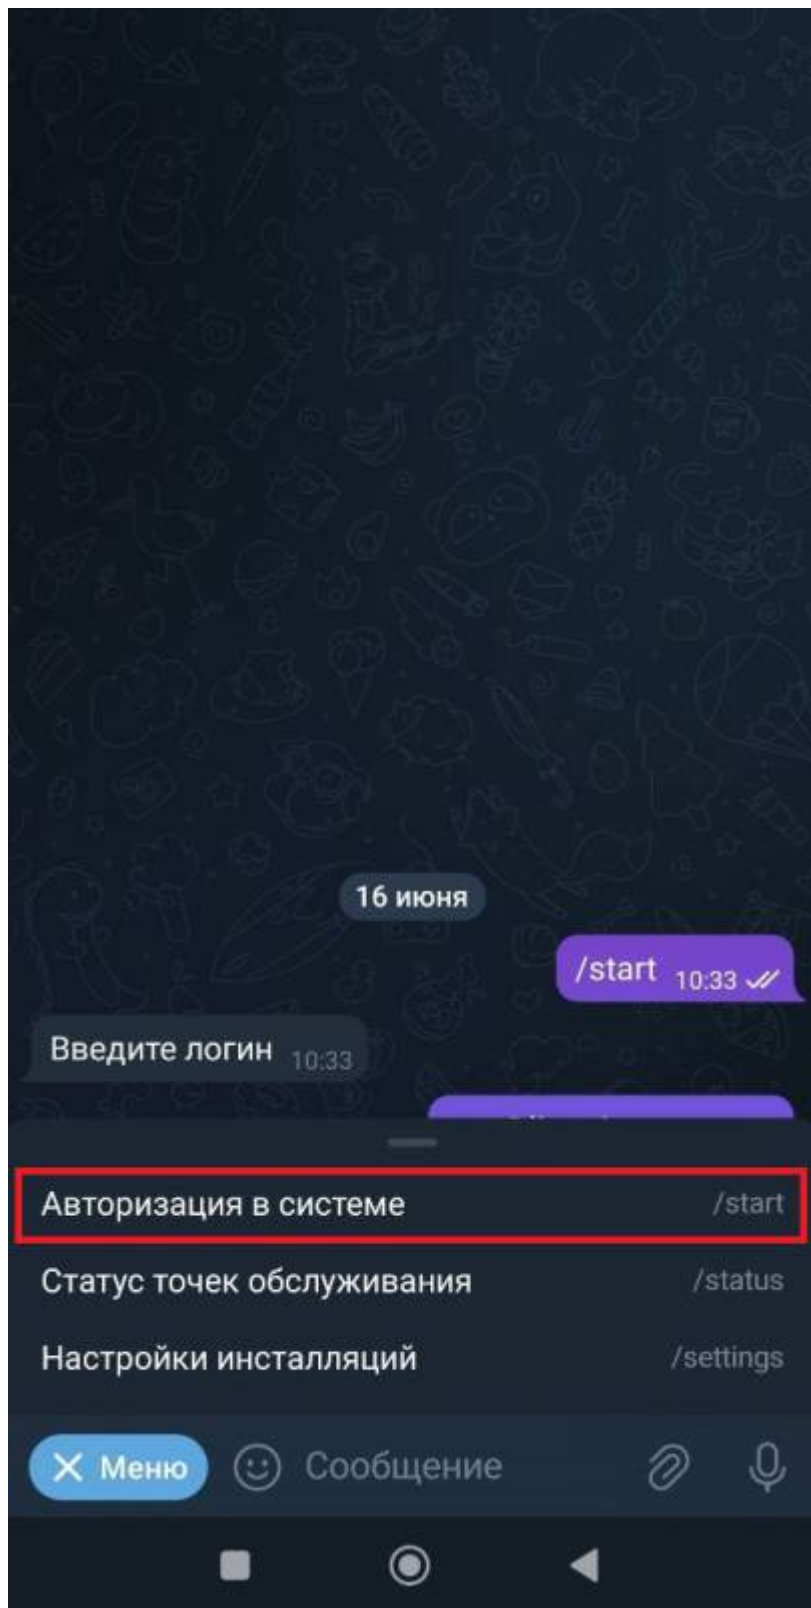 16 июня
/start 10:33
Введите логин 10:33
Авторизация в системе /start
Статус точек обслуживания /status
Настройки инсталляций /settings
Меню Сообщение